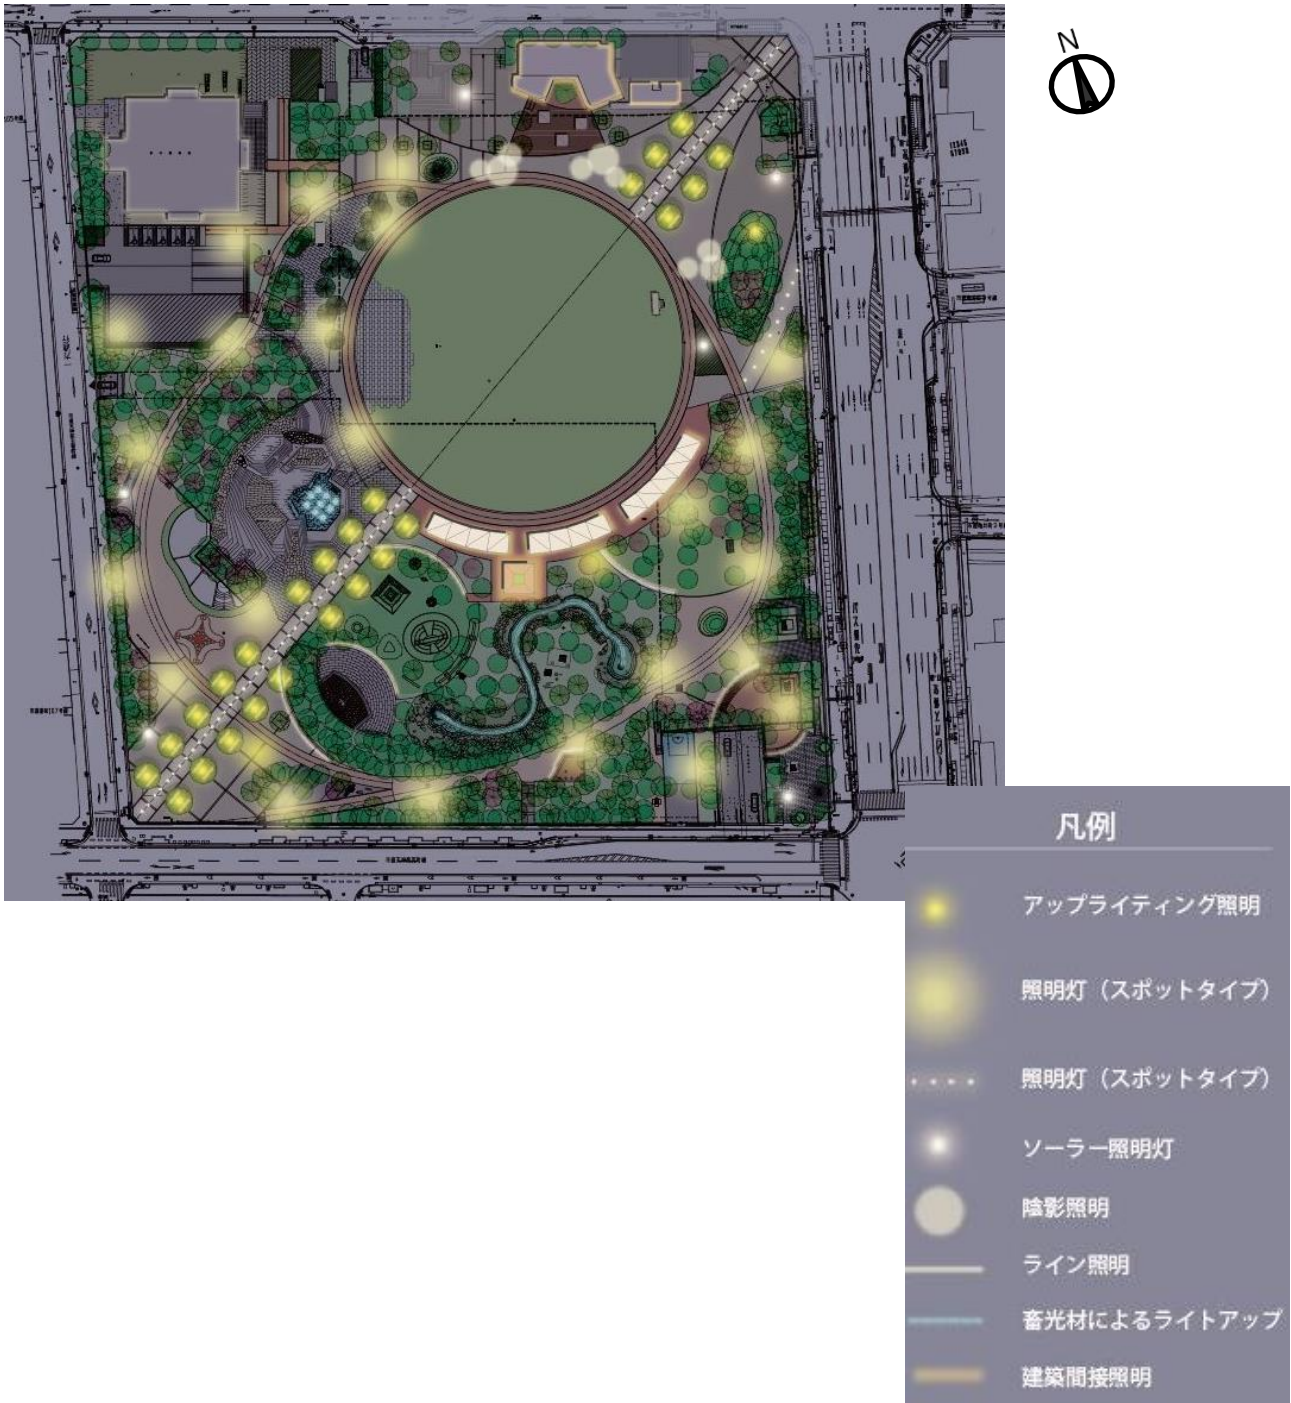 N
凡例
アップライティング照明
照明灯（スポットタイプ）
照明灯（スポットタイプ）
ソーラー照明灯
陰影照明
ライン照明
畜光材によるライトアップ
建築間接照明